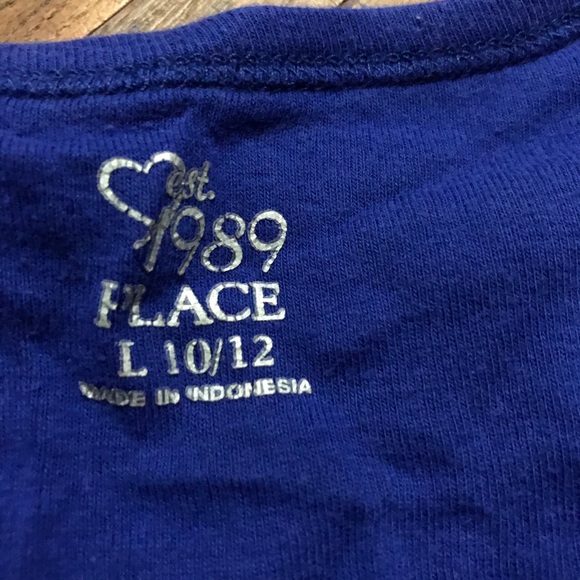 est.
1989
PLACE
L 10/12
MADE IN INDONESIA